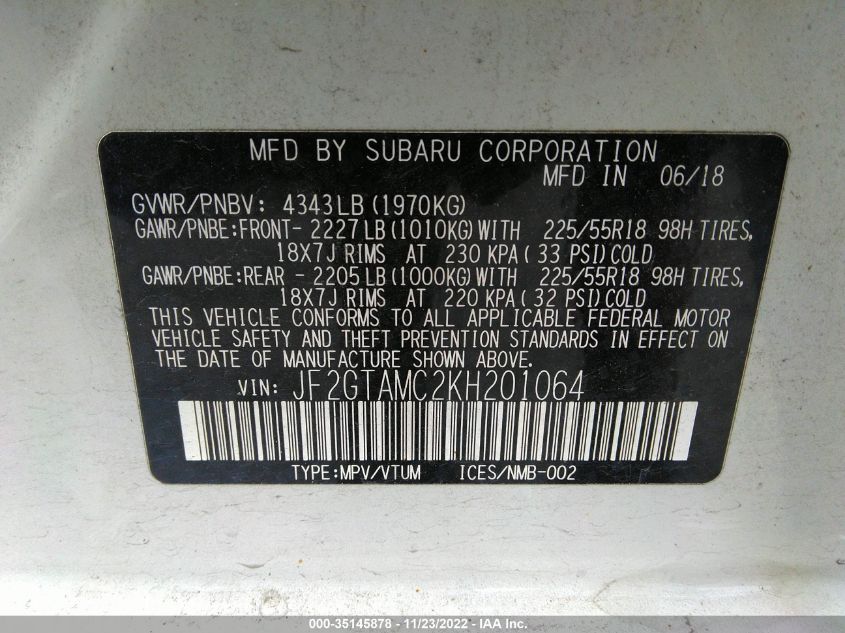 MFD BY SUBARU CORPORATION
MFD IN 06/18
GVWR/PNBV: 4343LB (1970KG)
GAWR/PNBE:FRONT- 2227LB (1010KG) WITH 225/55R18 98H TIRES,
18X7J RIMS AT 230 KPA ( 33 PSI) COLD
GAWR/PNBE:REAR - 2205LB (1000KG) WITH 225/55R18 98H TIRES,
18X7J RIMS AT 220 KPA ( 32 PSI) COLD
THIS VEHICLE CONFORMS TO ALL APPLICABLE FEDERAL MOTOR
VEHICLE SAFETY AND THEFT PREVENTION STANDARDS IN EFFECT ON
THE DATE OF MANUFACTURE SHOWN ABOVE.
VIN: JF2GTAMC2KH201064
TYPE:MPV/VTUM ICES/NMB-002
000-35145878 - 11/23/2022 - IAA Inc.